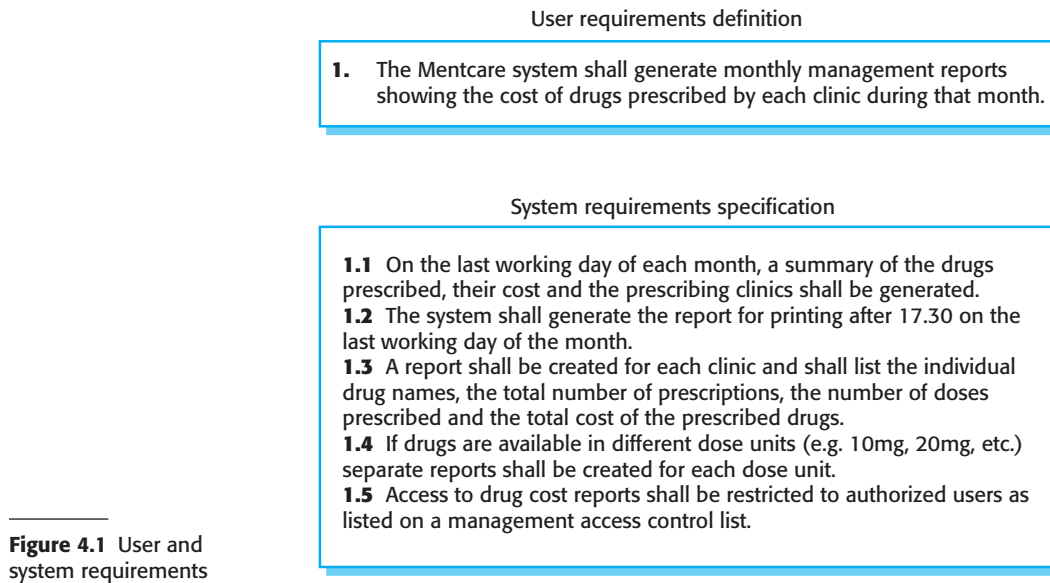 User requirements definition
1. The Mentcare system shall generate monthly management reports
showing the cost of drugs prescribed by each clinic during that month.
System requirements specification
1.1 On the last working day of each month, a summary of the drugs
prescribed, their cost and the prescribing clinics shall be generated.
1.2 The system shall generate the report for printing after 17.30 on the
last working day of the month.
1.3 A report shall be created for each clinic and shall list the individual
drug names, the total number of prescriptions, the number of doses
prescribed and the total cost of the prescribed drugs.
1.4 If drugs are available in different dose units (e.g. 10mg, 20mg, etc.)
separate reports shall be created for each dose unit.
1.5 Access to drug cost reports shall be restricted to authorized users as
listed on a management access control list.
Figure 4.1 User and
system requirements